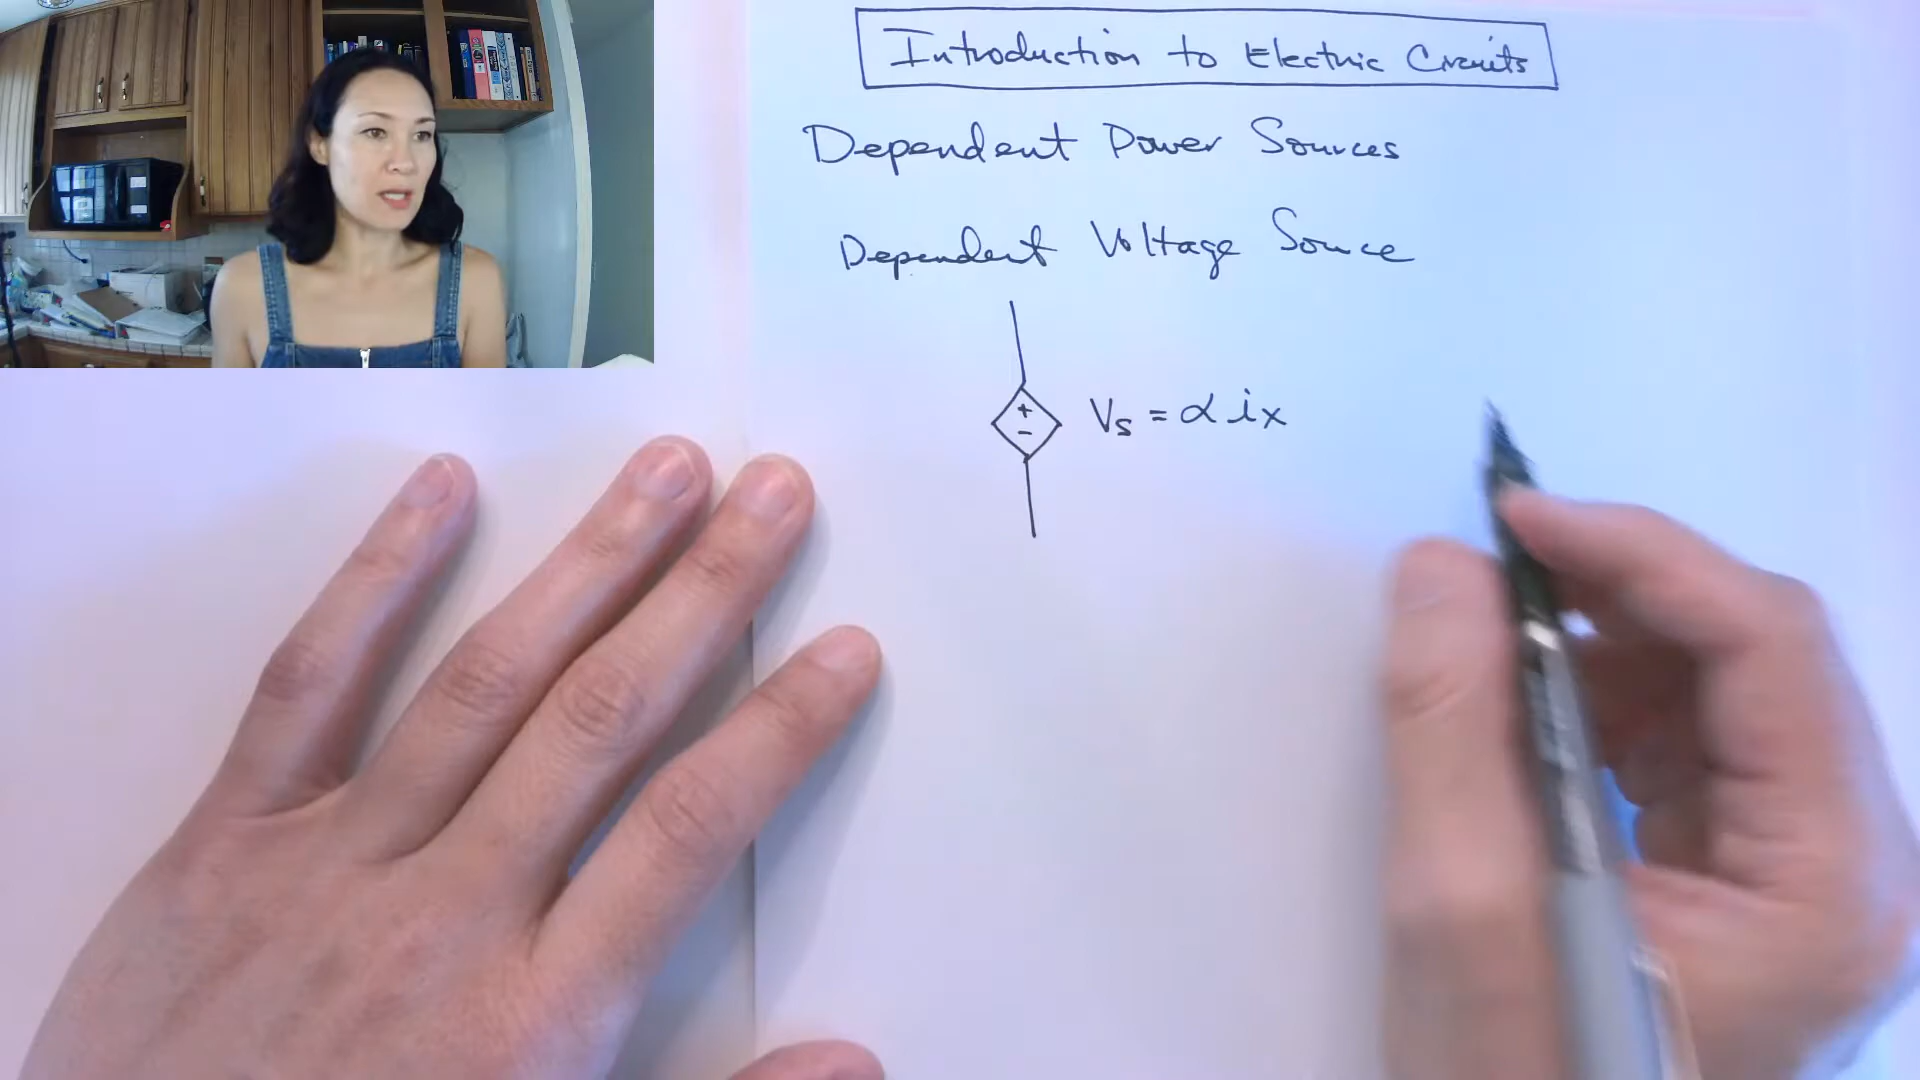 Introduction to Electric Circuits
Dependent Power Sources
Dependent Voltage Source
+
-
Vs = α ix